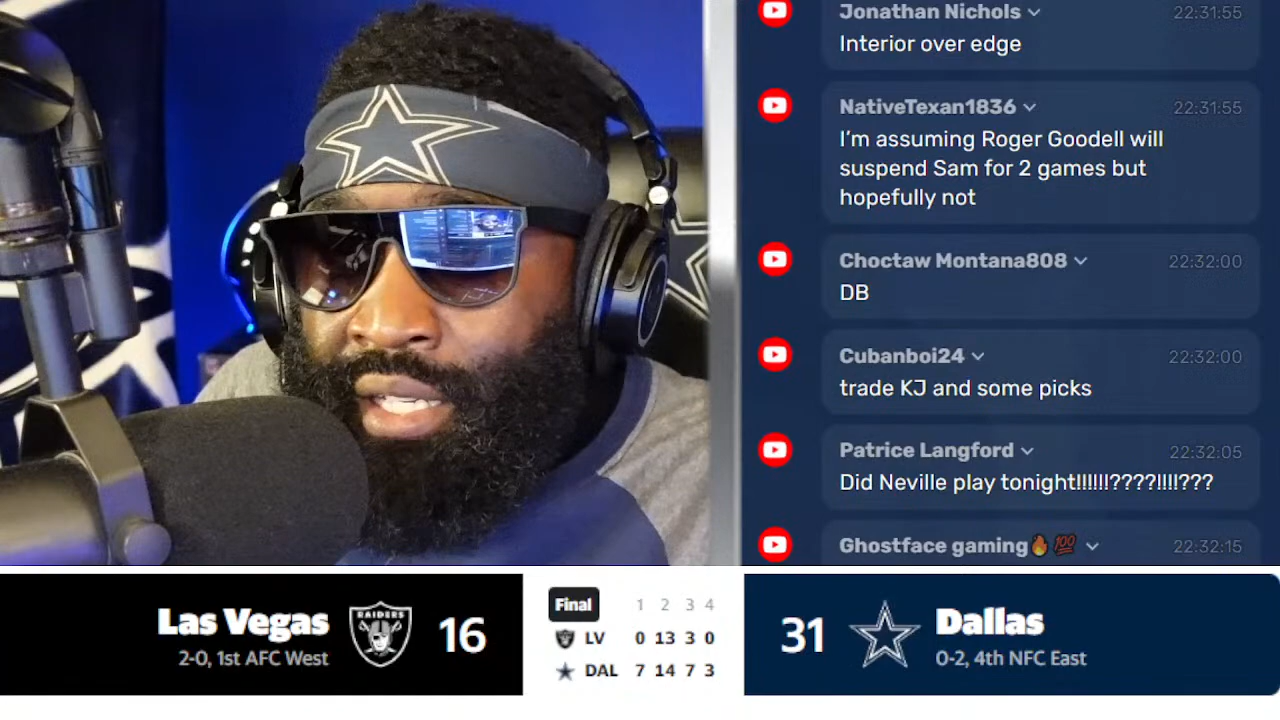 Jonathan Nichols
22:31:55
Interior over edge
NativeTexan1836
22:31:55
I'm assuming Roger Goodell will
suspend Sam for 2 games but
hopefully not
Choctaw Montana808
22:32:00
DB
Cubanboi24
22:32:00
trade KJ and some picks
Patrice Langford
22:32:05
Did Neville play tonight!!!!!!????!!!!???
Ghostface gaming🔥💯
22:32:15
Las Vegas
2-0, 1st AFC West
RAIDERS
16
Final 1 2 3 4
LV 0 13 3 0
DAL 7 14 7 3
31
Dallas
0-2, 4th NFC East